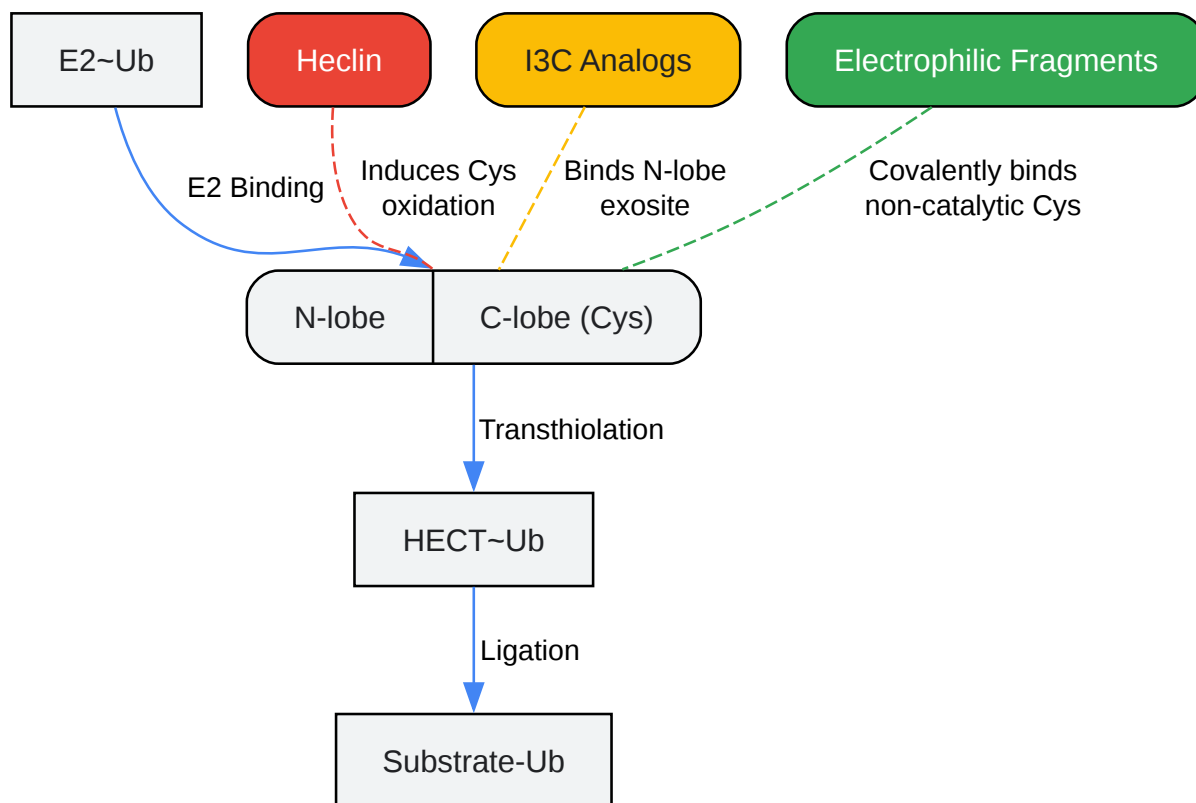 E2~Ub
Heclin
I3C Analogs
Electrophilic Fragments
E2 Binding
Induces Cys
oxidation
Binds N-lobe
exosite
Covalently binds
non-catalytic Cys
N-lobe
C-lobe (Cys)
Transthiolation
HECT~Ub
Ligation
Substrate-Ub